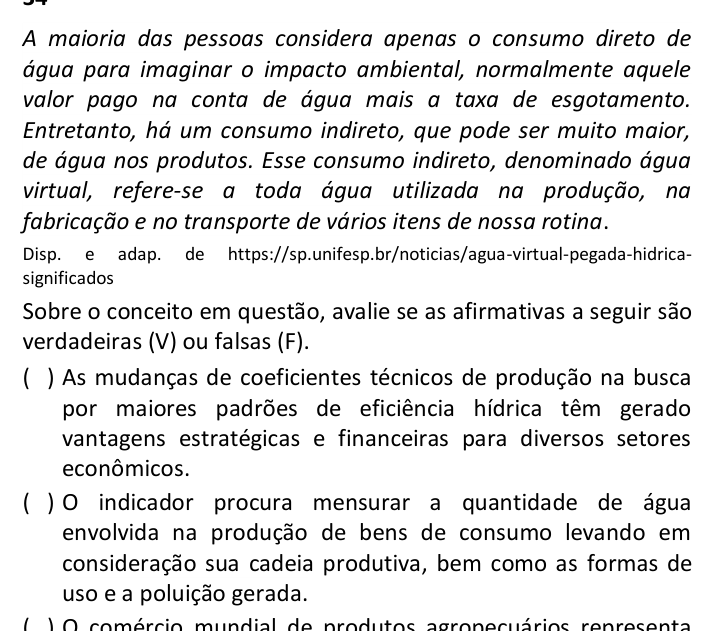 34
A maioria das pessoas considera apenas o consumo direto de
água para imaginar o impacto ambiental, normalmente aquele
valor pago na conta de água mais a taxa de esgotamento.
Entretanto, há um consumo indireto, que pode ser muito maior,
de água nos produtos. Esse consumo indireto, denominado água
virtual, refere-se a toda água utilizada na produção, na
fabricação e no transporte de vários itens de nossa rotina.
Disp. e adap. de https://sp.unifesp.br/noticias/agua-virtual-pegada-hidrica-
significados
Sobre o conceito em questão, avalie se as afirmativas a seguir são
verdadeiras (V) ou falsas (F).
( ) As mudanças de coeficientes técnicos de produção na busca
por maiores padrões de eficiência hídrica têm gerado
vantagens estratégicas e financeiras para diversos setores
econômicos.
( ) O indicador procura mensurar a quantidade de água
envolvida na produção de bens de consumo levando em
consideração sua cadeia produtiva, bem como as formas de
uso e a poluição gerada.
( ) O comércio mundial de produtos agropecuários representa